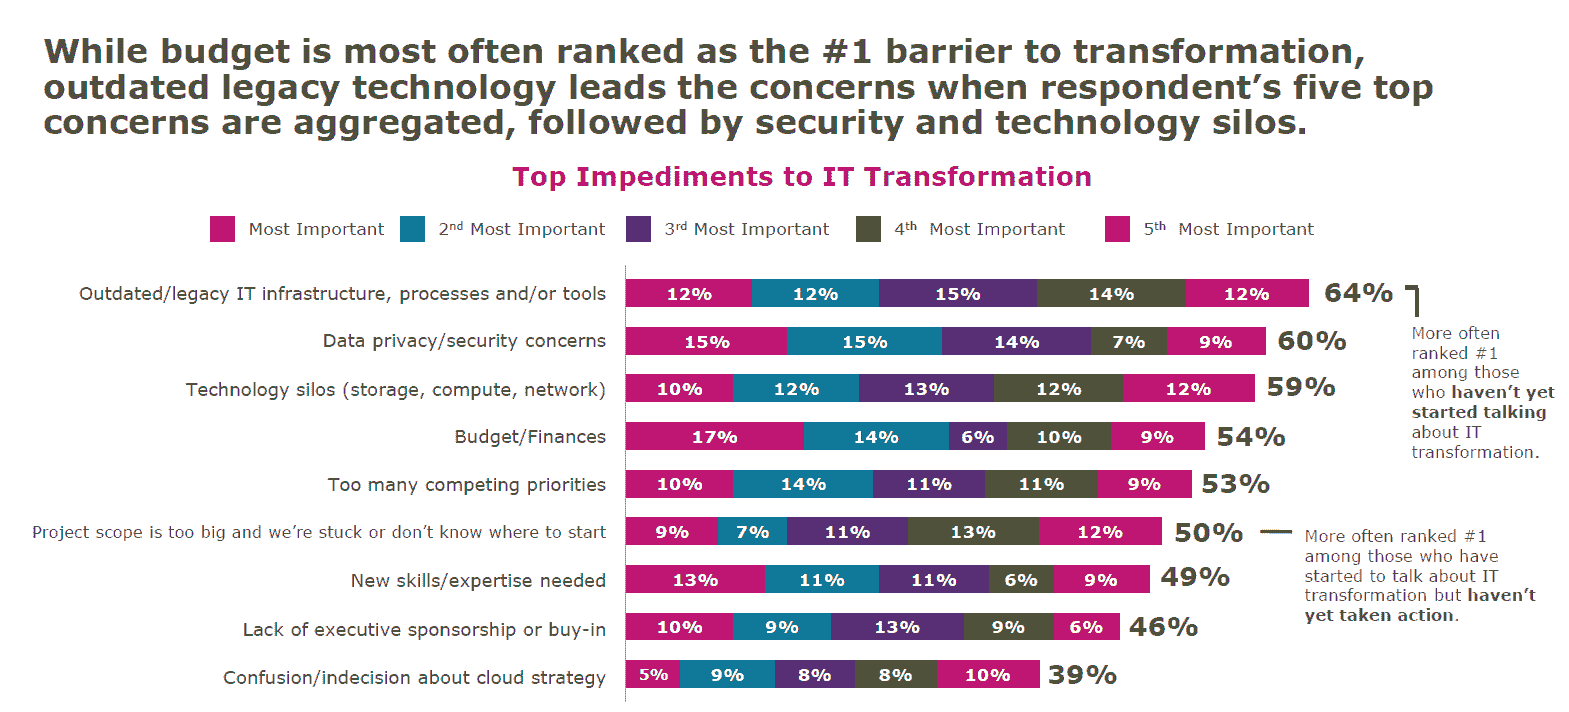 While budget is most often ranked as the #1 barrier to transformation,
outdated legacy technology leads the concerns when respondent’s five top
concerns are aggregated, followed by security and technology silos.
Top Impediments to IT Transformation
Most Important 2nd Most Important 3rd Most Important 4th Most Important 5th Most Important
Outdated/legacy IT infrastructure, processes and/or tools 12% 12% 15% 14% 12% 64%
Data privacy/security concerns 15% 15% 14% 7% 9% 60%
Technology silos (storage, compute, network) 10% 12% 13% 12% 12% 59%
Budget/Finances 17% 14% 6% 10% 9% 54%
Too many competing priorities 10% 14% 11% 11% 9% 53%
Project scope is too big and we’re stuck or don’t know where to start 9% 7% 11% 13% 12% 50%
New skills/expertise needed 13% 11% 11% 6% 9% 49%
Lack of executive sponsorship or buy-in 10% 9% 13% 9% 6% 46%
Confusion/indecision about cloud strategy 5% 9% 8% 8% 10% 39%
More often
ranked #1
among those
who haven’t yet
started talking
about IT
transformation.
More often ranked #1
among those who have
started to talk about IT
transformation but haven’t
yet taken action.